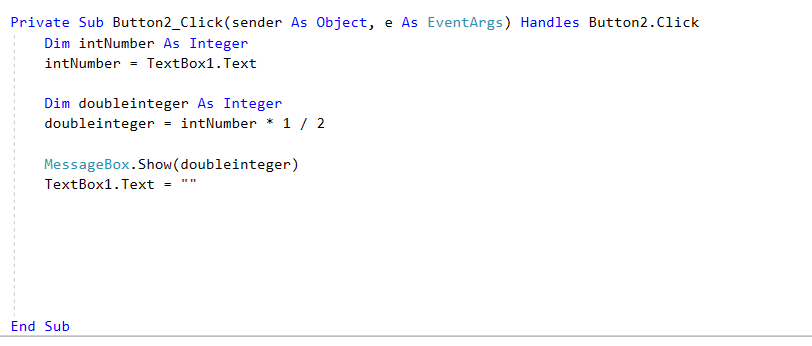 Private Sub Button2_Click(sender As Object, e As EventArgs) Handles Button2.Click
Dim intNumber As Integer
intNumber = TextBox1.Text
Dim doubleinteger As Integer
doubleinteger = intNumber * 1 / 2
MessageBox.Show(doubleinteger)
TextBox1.Text = ""
End Sub